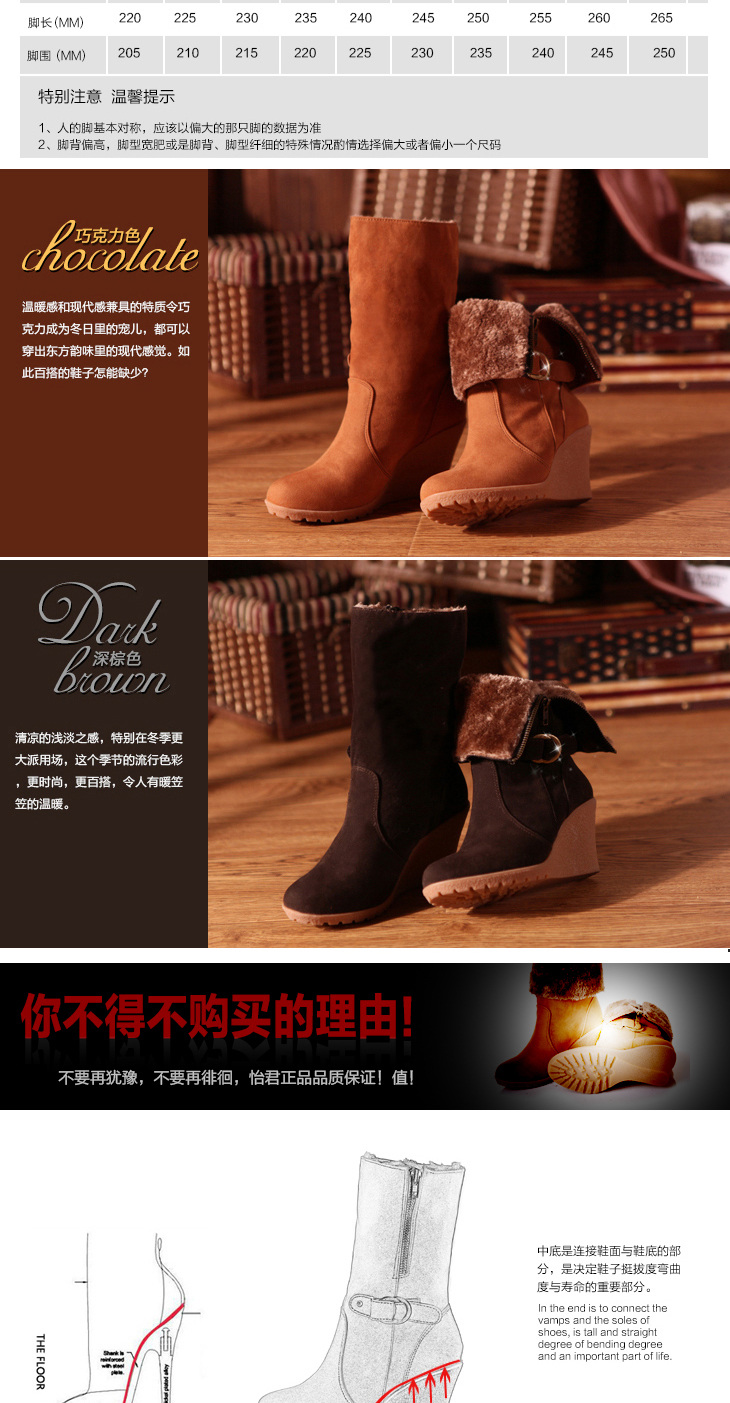 脚长(MM) 220 225 230 235 240 245 250 255 260 265
脚围 (MM) 205 210 215 220 225 230 235 240 245 250
特别注意 温馨提示
1、人的脚基本对称，应该以偏大的那只脚的数据为准
2、脚背偏高，脚型宽肥或是脚背、脚型纤细的特殊情况酌情选择偏大或者偏小一个尺码
巧克力色
chocolate
温暖感和现代感兼具的特质令巧
克力成为冬日里的宠儿，都可以
穿出东方韵味里的现代感觉。如
此百搭的鞋子怎能缺少？
Dark
深棕色
brown
清凉的浅淡之感，特别在冬季更
大派用场，这个季节的流行色彩
，更时尚，更百搭，令人有暖笠
笠的温暖。
你不得不购买的理由！
不要再犹豫，不要再徘徊，怡君正品品质保证！值！
中底是连接鞋面与鞋底的部
分，是决定鞋子挺拔度弯曲
度与寿命的重要部分。
In the end is to connect the
vamps and the soles of
shoes, is tall and straight
degree of bending degree
and an important part of life.
THE FLOOR
Shank is
reinforced
with steel
plate.
nickel plated alloy